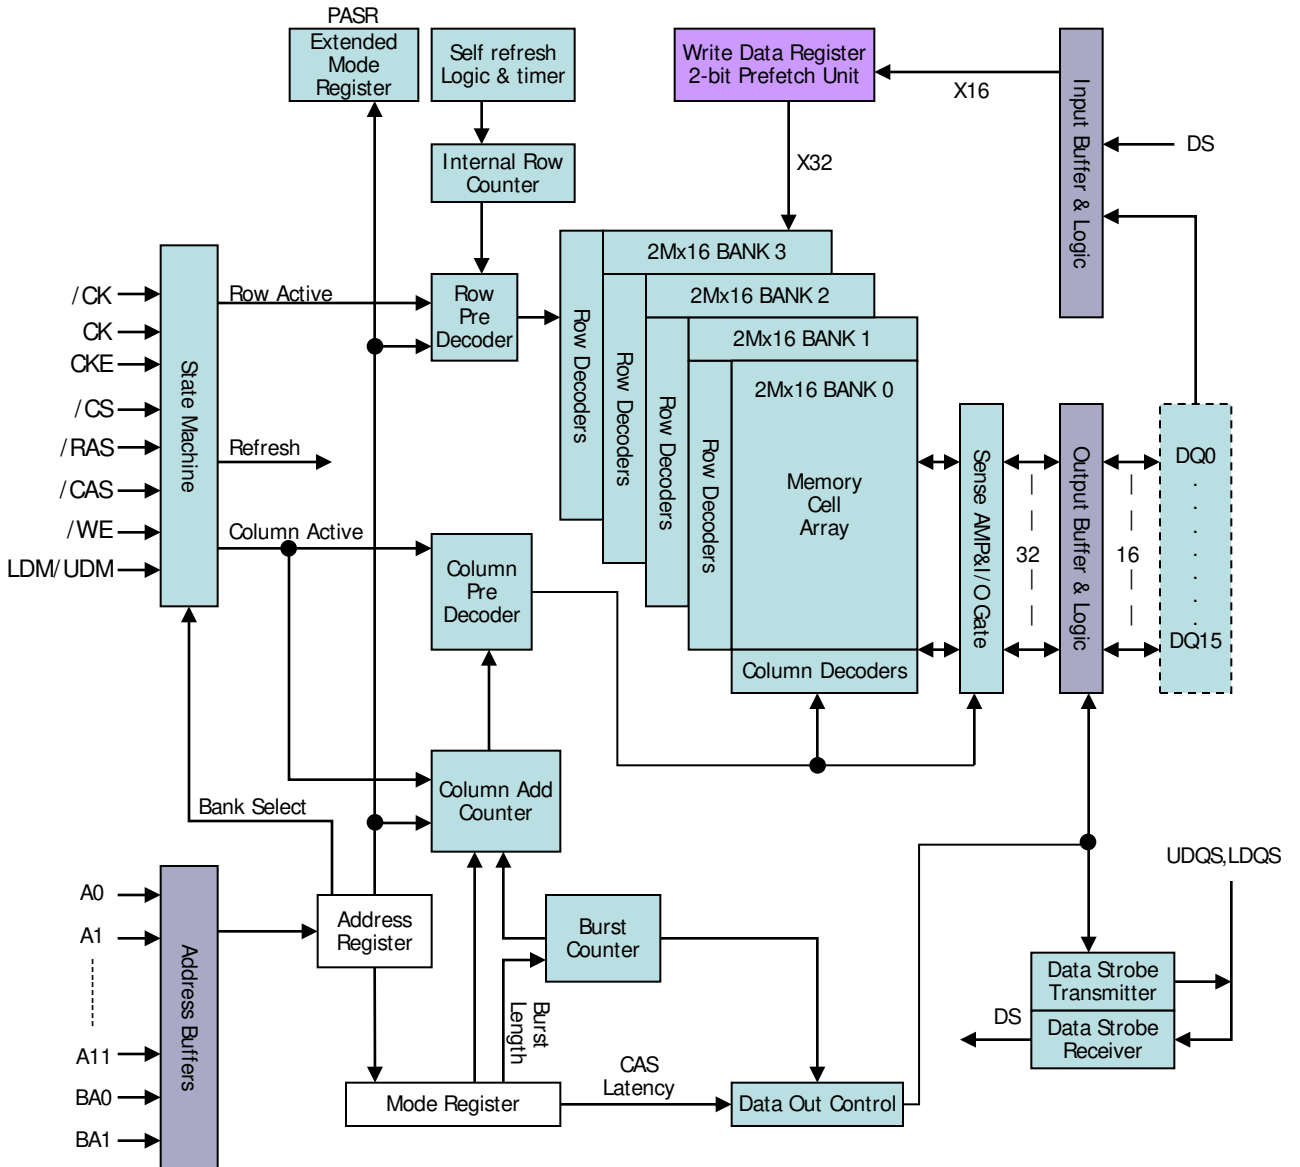 PASR
Extended
Mode
Register
Self refresh
Logic & timer
Write Data Register
2-bit Prefetch Unit
X16
Input Buffer & Logic
DS
Internal Row
Counter
X32
/CK
CK
CKE
/CS
/RAS
/CAS
/WE
LDM/UDM
State Machine
Row Active
Refresh
Column Active
Row
Pre
Decoder
Row Decoders
2Mx16 BANK 3
Row Decoders
2Mx16 BANK 2
Row Decoders
2Mx16 BANK 1
Row Decoders
2Mx16 BANK 0
Memory
Cell
Array
Column Decoders
Sense AMP&I/O Gate
32
Output Buffer & Logic
16
DQ0
DQ15
Column
Pre
Decoder
Column Add
Counter
Bank Select
A0
A1
A11
BA0
BA1
Address Buffers
Address
Register
Burst
Counter
Burst
Length
Mode Register
CAS
Latency
Data Out Control
UDQS,LDQS
Data Strobe
Transmitter
DS
Data Strobe
Receiver